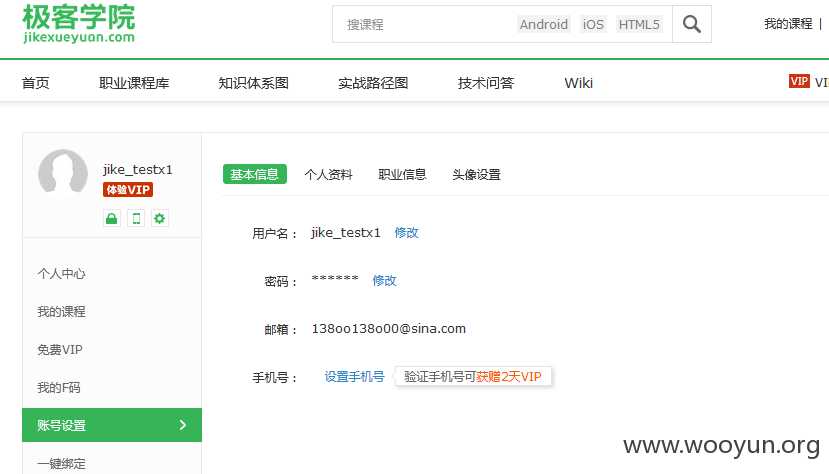 极客学院
jikexueyuan.com
搜课程 Android iOS HTML5
我的课程 |
首页 职业课程库 知识体系图 实战路径图 技术问答 Wiki VIP VI
jike_testx1
体验VIP
基本信息 个人资料 职业信息 头像设置
用户名： jike_testx1 修改
密码： ****** 修改
邮箱： 138oo138o00@sina.com
手机号： 设置手机号 验证手机号可获赠2天VIP
个人中心
我的课程
免费VIP
我的F码
账号设置
一键绑定
www.wooyun.org